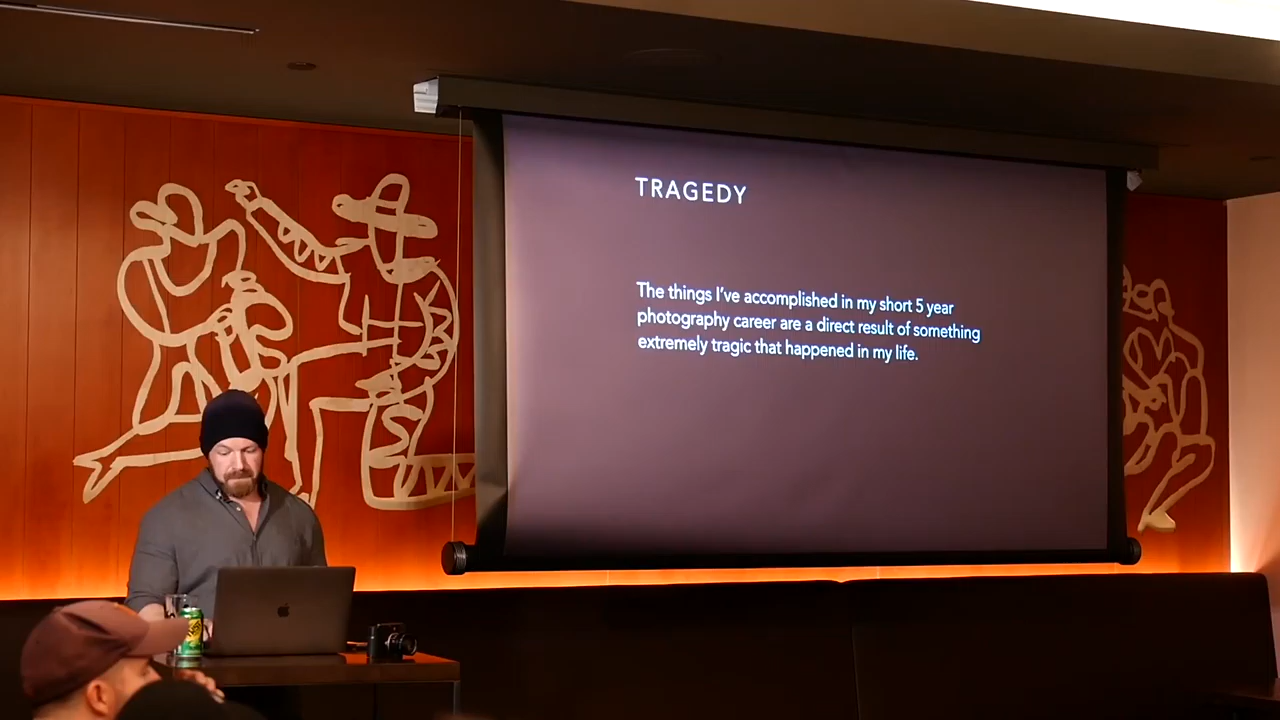 TRAGEDY
The things I've accomplished in my short 5 year
photography career are a direct result of something
extremely tragic that happened in my life.